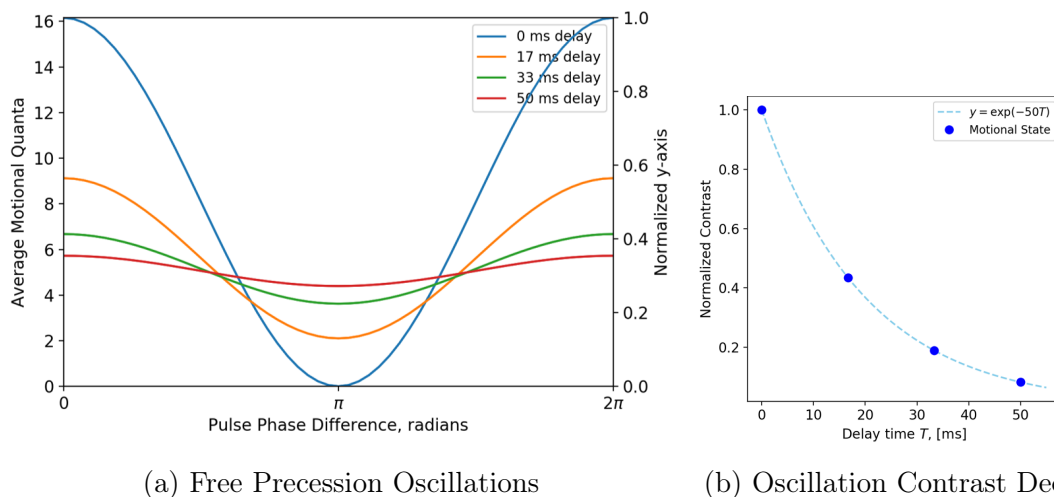 16
14
12
10
8
6
4
2
0
Average Motional Quanta
0 ms delay
17 ms delay
33 ms delay
50 ms delay
1.0
0.8
0.6
0.4
0.2
0.0
Normalized y-axis
0
π
2π
Pulse Phase Difference, radians
(a) Free Precession Oscillations
1.0
0.8
0.6
0.4
0.2
Normalized Contrast
y = exp(−50T)
Motional State
0
10
20
30
40
50
Delay time T, [ms]
(b) Oscillation Contrast Dec